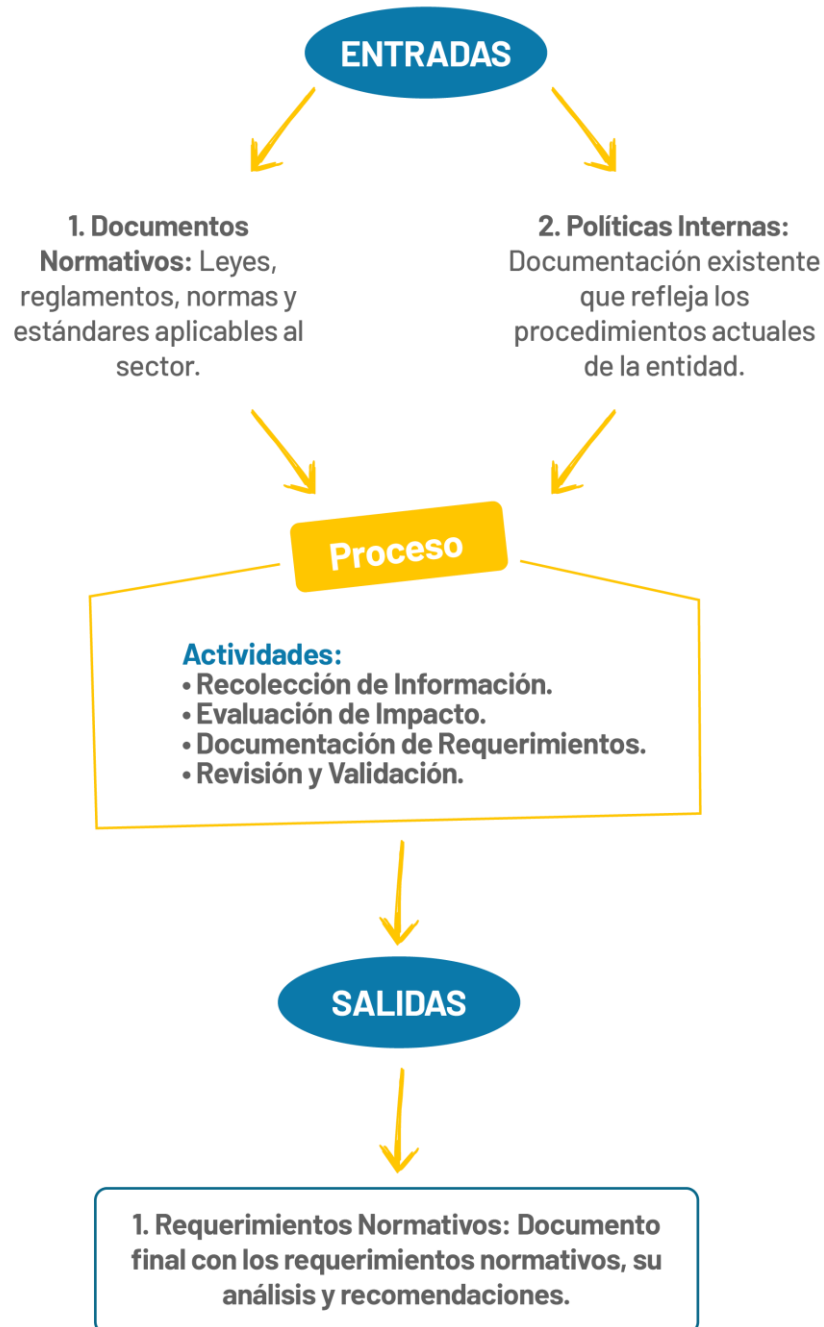 ENTRADAS
1. Documentos
Normativos: Leyes,
reglamentos, normas y
estándares aplicables al
sector.
2. Políticas Internas:
Documentación existente
que refleja los
procedimientos actuales
de la entidad.
Proceso
Actividades:
• Recolección de Información.
• Evaluación de Impacto.
• Documentación de Requerimientos.
• Revisión y Validación.
SALIDAS
1. Requerimientos Normativos: Documento
final con los requerimientos normativos, su
análisis y recomendaciones.